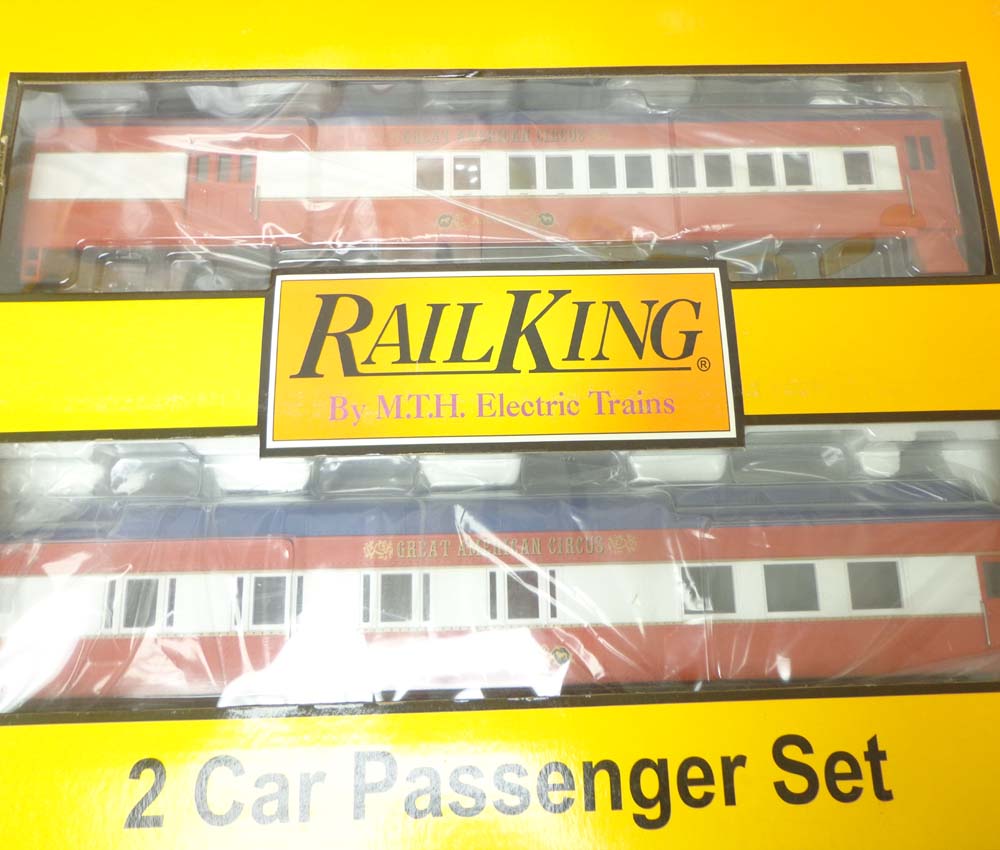 GREAT AMERICAN CIRCUS
RAILKING®
By M.T.H. Electric Trains
GREAT AMERICAN CIRCUS
2 Car Passenger Set